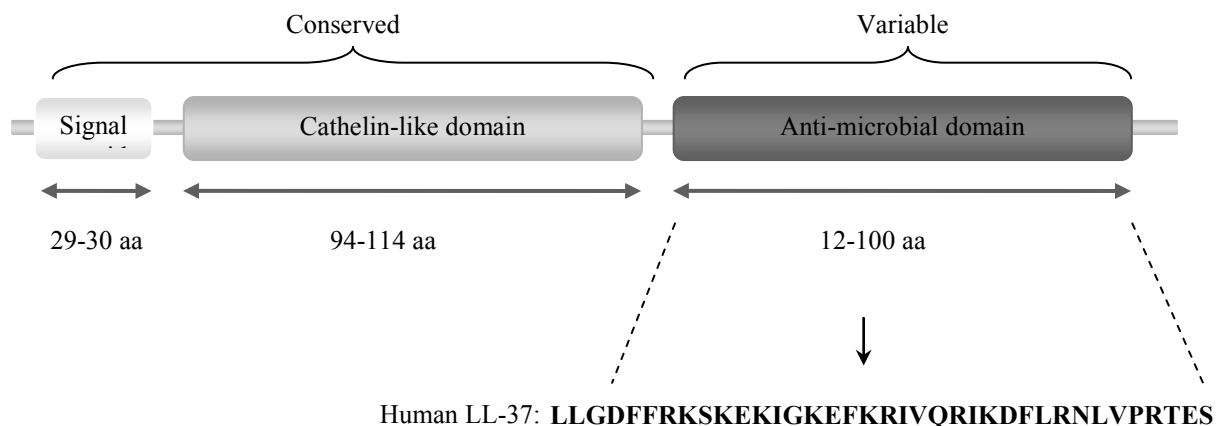 Conserved
Variable
Signal
Cathelin-like domain
Anti-microbial domain
29-30 aa
94-114 aa
12-100 aa
Human LL-37: LLGDFFRKSKEKIGKEFKRIVQRIKDFLRNLVPRTES